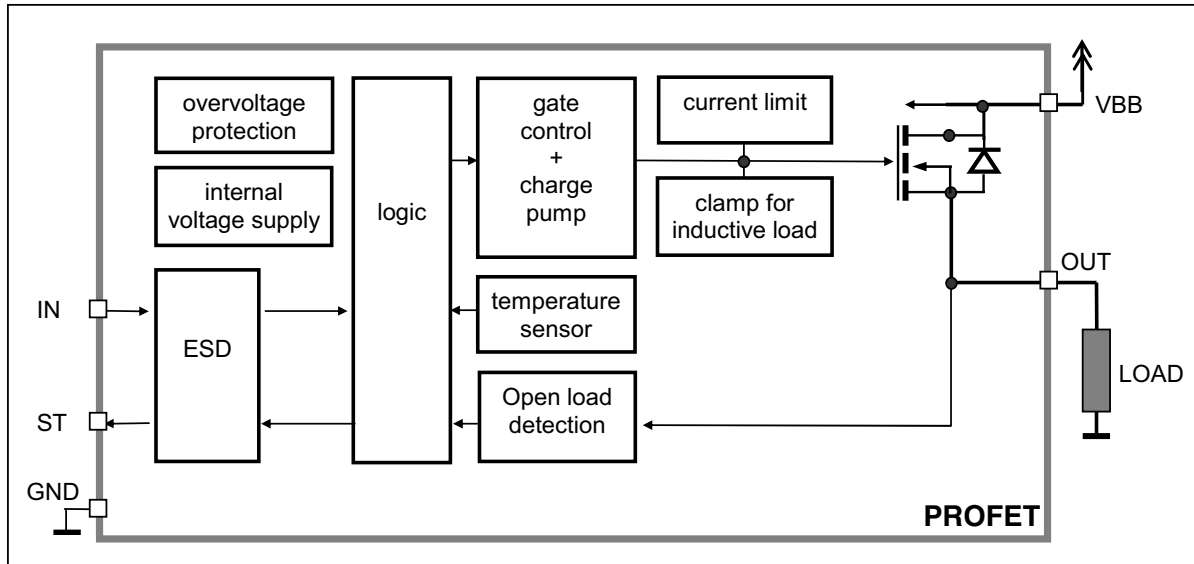 overvoltage
protection
internal
voltage supply
logic
gate
control
+
charge
pump
current limit
clamp for
inductive load
VBB
OUT
LOAD
IN
ESD
temperature
sensor
ST
Open load
detection
GND
PROFET